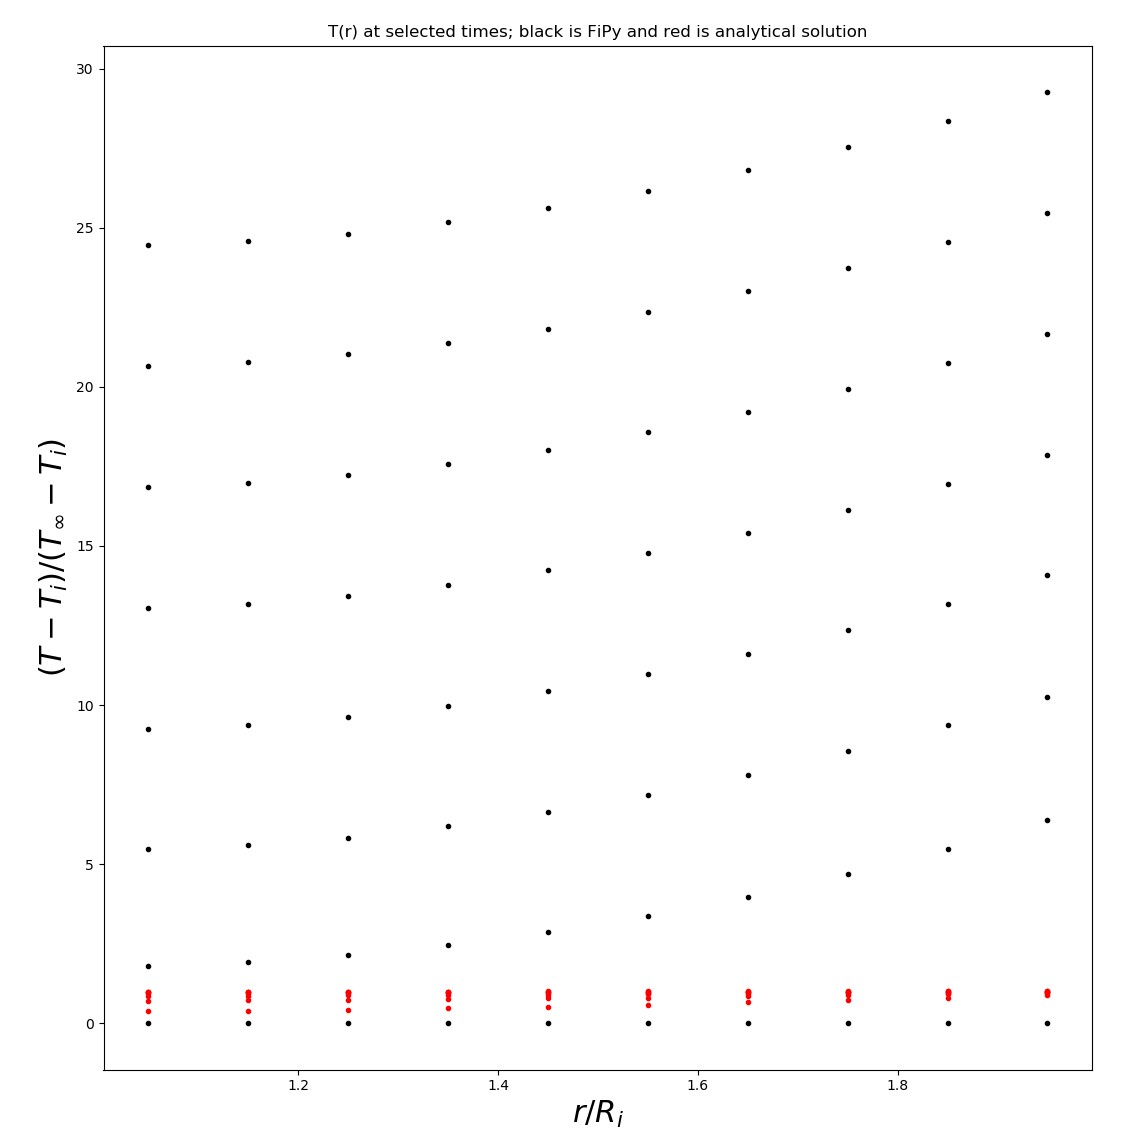 T(r) at selected times; black is FiPy and red is analytical solution
30
25
20
15
10
5
0
(T − T_i)/(T_∞ − T_i)
1.2 1.4 1.6 1.8
r/R_i